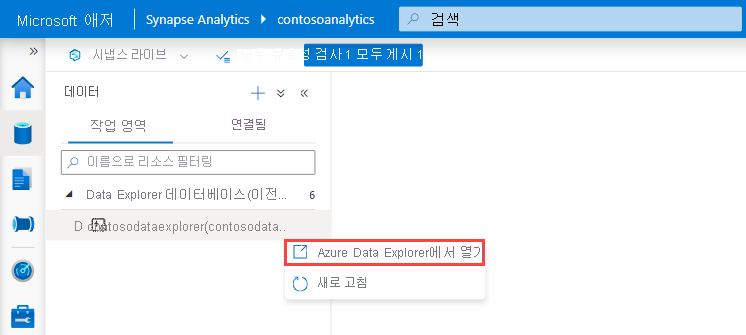 Microsoft 애저 Synapse Analytics ▸ contosoanalytics 검색
시냅스 라이브 성 검사 1 모두 게시 1
데이터
작업 영역 연결됨
이름으로 리소스 필터링
Data Explorer 데이터베이스(이전... 6
D contosodataexplorer(contosodata..
Azure Data Explorer에서 열기
새로 고침